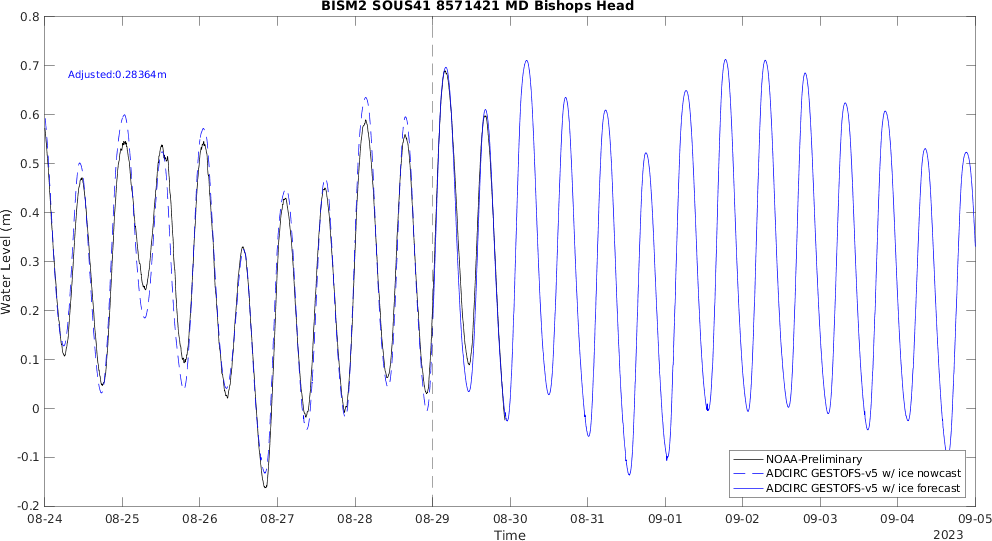 BISM2 SOUS41 8571421 MD Bishops Head
0.8
0.7
0.6
0.5
0.4
0.3
0.2
0.1
0
-0.1
-0.2
Water Level (m)
Adjusted:0.28364m
NOAA-Preliminary
ADCIRC GESTOFS-v5 w/ ice nowcast
ADCIRC GESTOFS-v5 w/ ice forecast
08-24 08-25 08-26 08-27 08-28 08-29 08-30 08-31 09-01 09-02 09-03 09-04 09-05
Time
2023